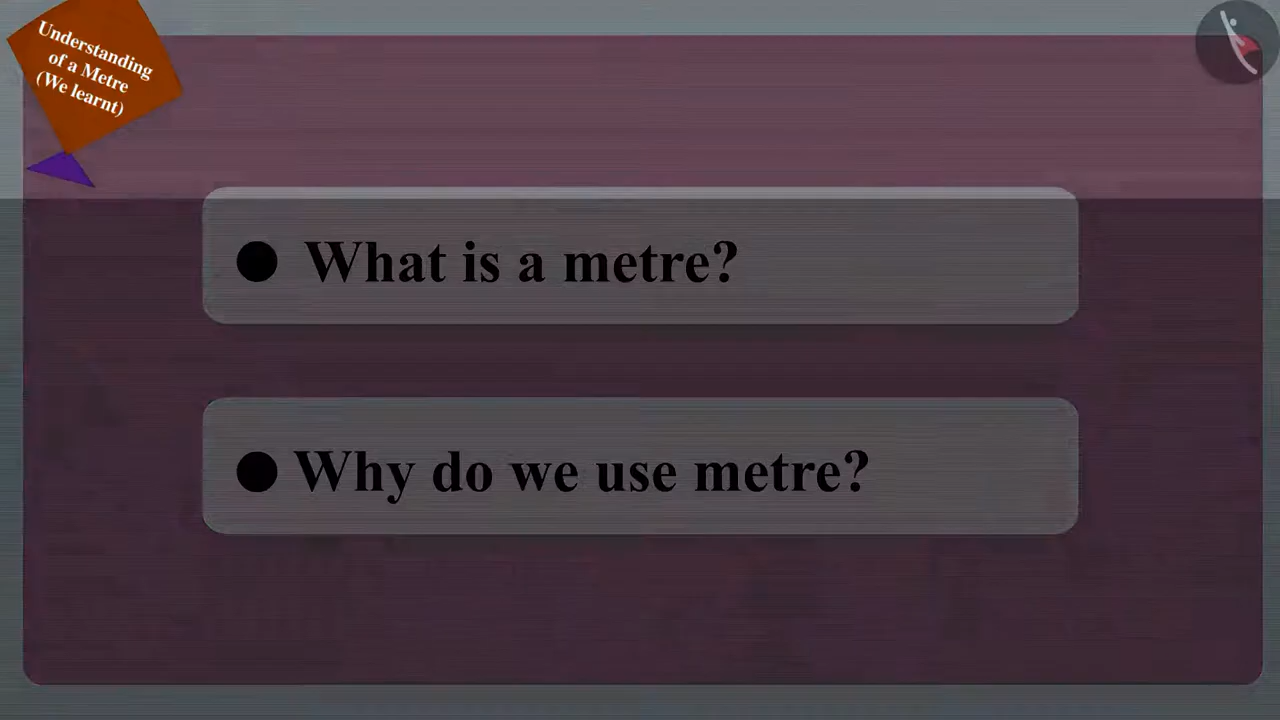 Understanding
of a Metre
(We learnt)
● What is a metre?
● Why do we use metre?